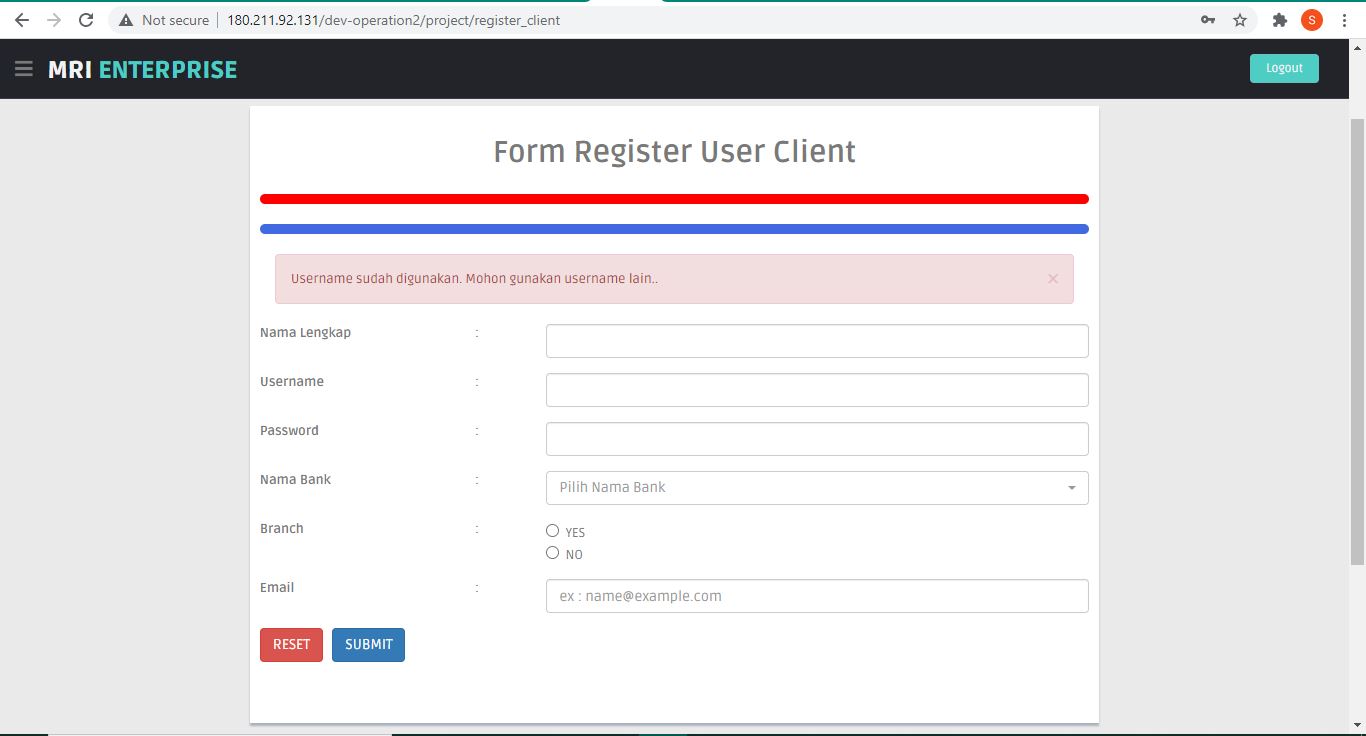 Not secure | 180.211.92.131/dev-operation2/project/register_client
S
MRI ENTERPRISE
Logout
Form Register User Client
Username sudah digunakan. Mohon gunakan username lain..
×
Nama Lengkap :
Username :
Password :
Nama Bank : Pilih Nama Bank
Branch : YES
NO
Email : ex : name@example.com
RESET SUBMIT